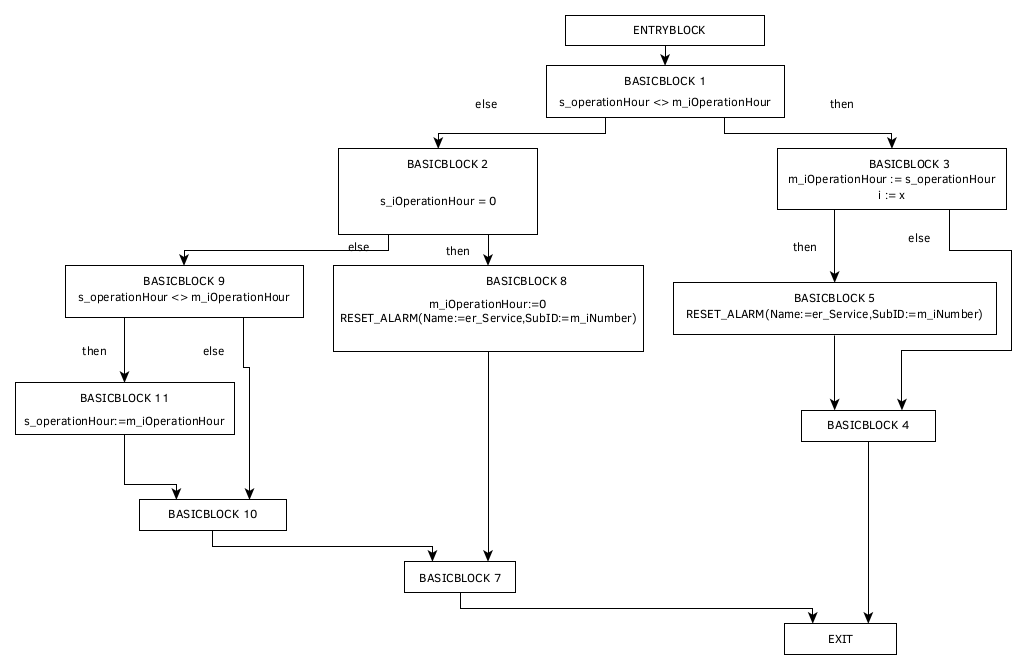 ENTRYBLOCK
BASICBLOCK 1
s_operationHour <> m_iOperationHour
else
then
BASICBLOCK 2
s_iOperationHour = 0
BASICBLOCK 3
m_iOperationHour := s_operationHour
i := x
else
then
then
else
BASICBLOCK 9
s_operationHour <> m_iOperationHour
BASICBLOCK 8
m_iOperationHour:=0
RESET_ALARM(Name:=er_Service,SubID:=m_iNumber)
BASICBLOCK 5
RESET_ALARM(Name:=er_Service,SubID:=m_iNumber)
then
else
BASICBLOCK 11
s_operationHour:=m_iOperationHour
BASICBLOCK 4
BASICBLOCK 10
BASICBLOCK 7
EXIT